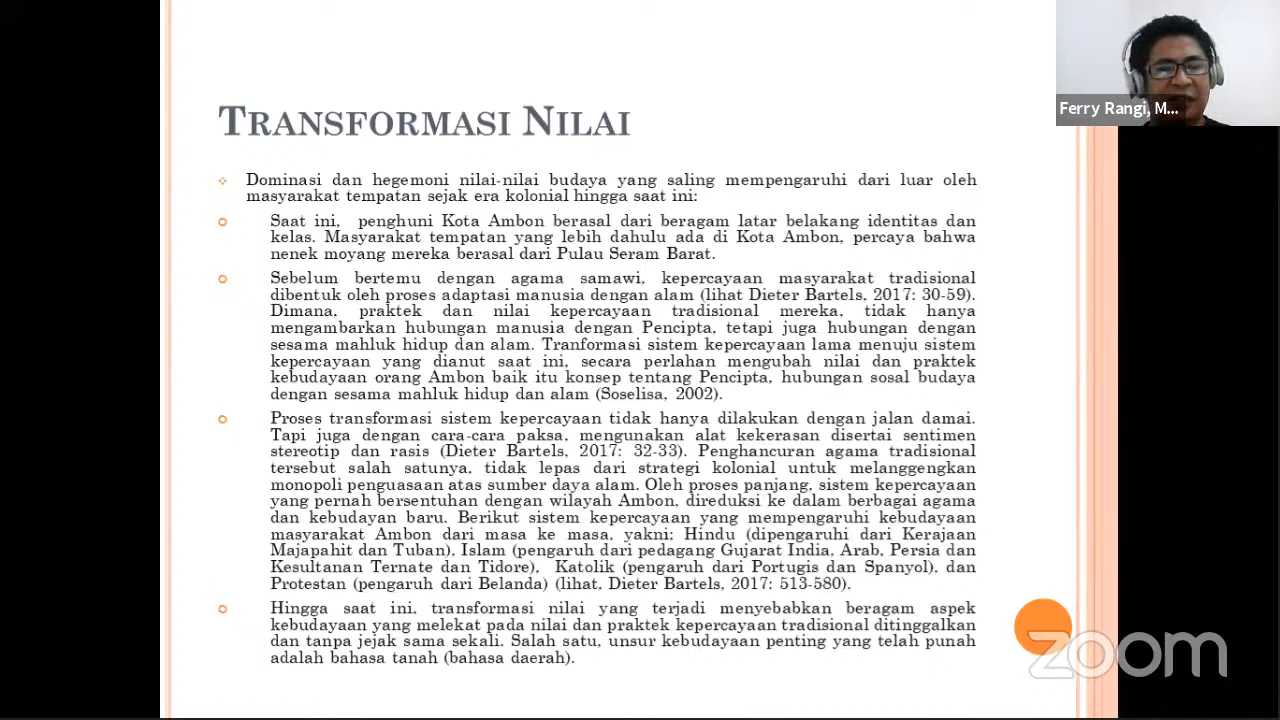 TRANSFORMASI NILAI
Ferry Rangi, M...
Dominasi dan hegemoni nilai-nilai budaya yang saling mempengaruhi dari luar oleh
masyarakat tempatan sejak era kolonial hingga saat ini:
Saat ini, penghuni Kota Ambon berasal dari beragam latar belakang identitas dan
kelas. Masyarakat tempatan yang lebih dahulu ada di Kota Ambon, percaya bahwa
nenek moyang mereka berasal dari Pulau Seram Barat.
Sebelum bertemu dengan agama samawi, kepercayaan masyarakat tradisional
dibentuk oleh proses adaptasi manusia dengan alam (lihat Dieter Bartels, 2017: 30-59).
Dimana, praktek dan nilai kepercayaan tradisional mereka, tidak hanya
mengambarkan hubungan manusia dengan Pencipta, tetapi juga hubungan dengan
sesama mahluk hidup dan alam. Tranformasi sistem kepercayaan lama menuju sistem
kepercayaan yang dianut saat ini, secara perlahan mengubah nilai dan praktek
kebudayaan orang Ambon baik itu konsep tentang Pencipta, hubungan sosal budaya
dengan sesama mahluk hidup dan alam (Soselisa, 2002).
Proses transformasi sistem kepercayaan tidak hanya dilakukan dengan jalan damai.
Tapi juga dengan cara-cara paksa, mengunakan alat kekerasan disertai sentimen
stereotip dan rasis (Dieter Bartels, 2017: 32-33). Penghancuran agama tradisional
tersebut salah satunya, tidak lepas dari strategi kolonial untuk melanggengkan
monopoli penguasaan atas sumber daya alam. Oleh proses panjang, sistem kepercayaan
yang pernah bersentuhan dengan wilayah Ambon, direduksi ke dalam berbagai agama
dan kebudayan baru. Berikut sistem kepercayaan yang mempengaruhi kebudayaan
masyarakat Ambon dari masa ke masa, yakni; Hindu (dipengaruhi dari Kerajaan
Majapahit dan Tuban), Islam (pengaruh dari pedagang Gujarat India, Arab, Persia dan
Kesultanan Ternate dan Tidore), Katolik (pengaruh dari Portugis dan Spanyol), dan
Protestan (pengaruh dari Belanda) (lihat, Dieter Bartels, 2017: 513-580).
Hingga saat ini, transformasi nilai yang terjadi menyebabkan beragam aspek
kebudayaan yang melekat pada nilai dan praktek kepercayaan tradisional ditinggalkan
dan tanpa jejak sama sekali. Salah satu, unsur kebudayaan penting yang telah punah
adalah bahasa tanah (bahasa daerah).
zoom